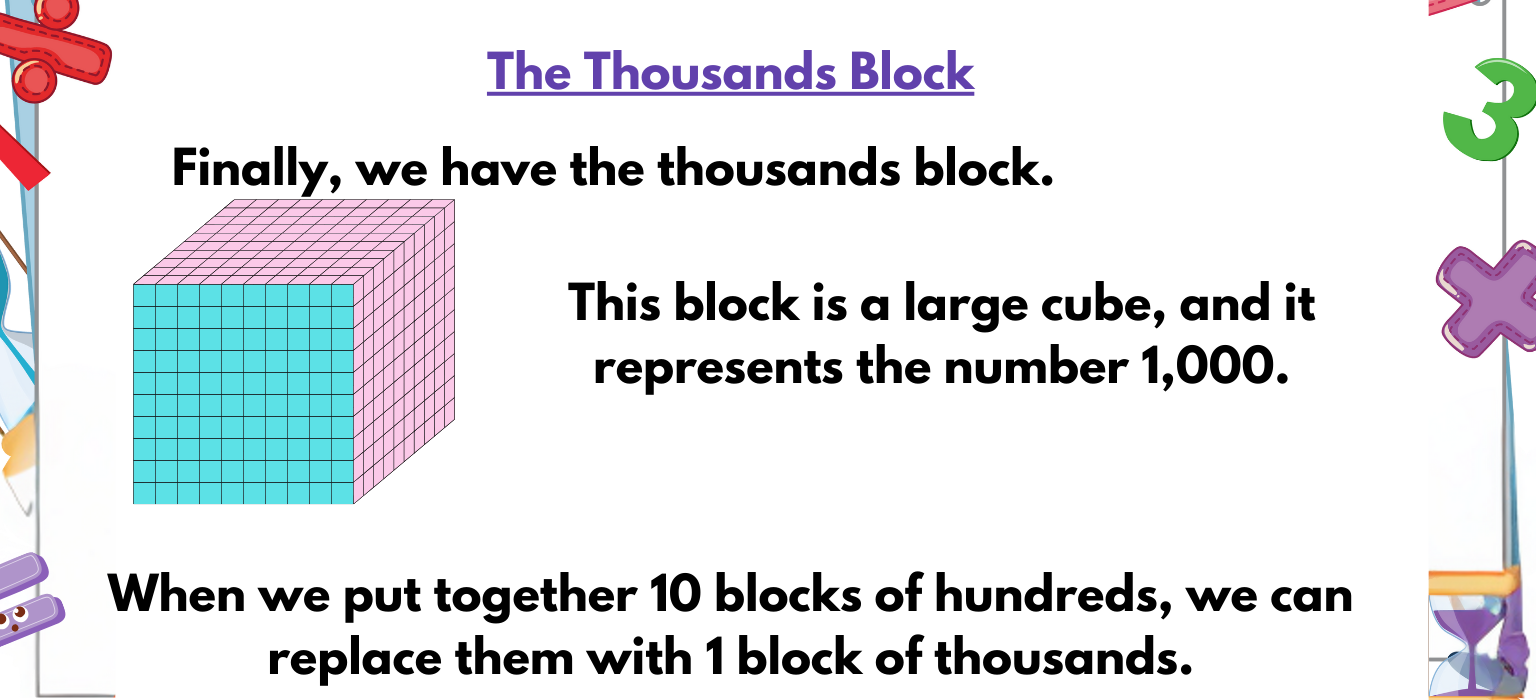 The Thousands Block
Finally, we have the thousands block.
This block is a large cube, and it
represents the number 1,000.
When we put together 10 blocks of hundreds, we can
replace them with 1 block of thousands.
3